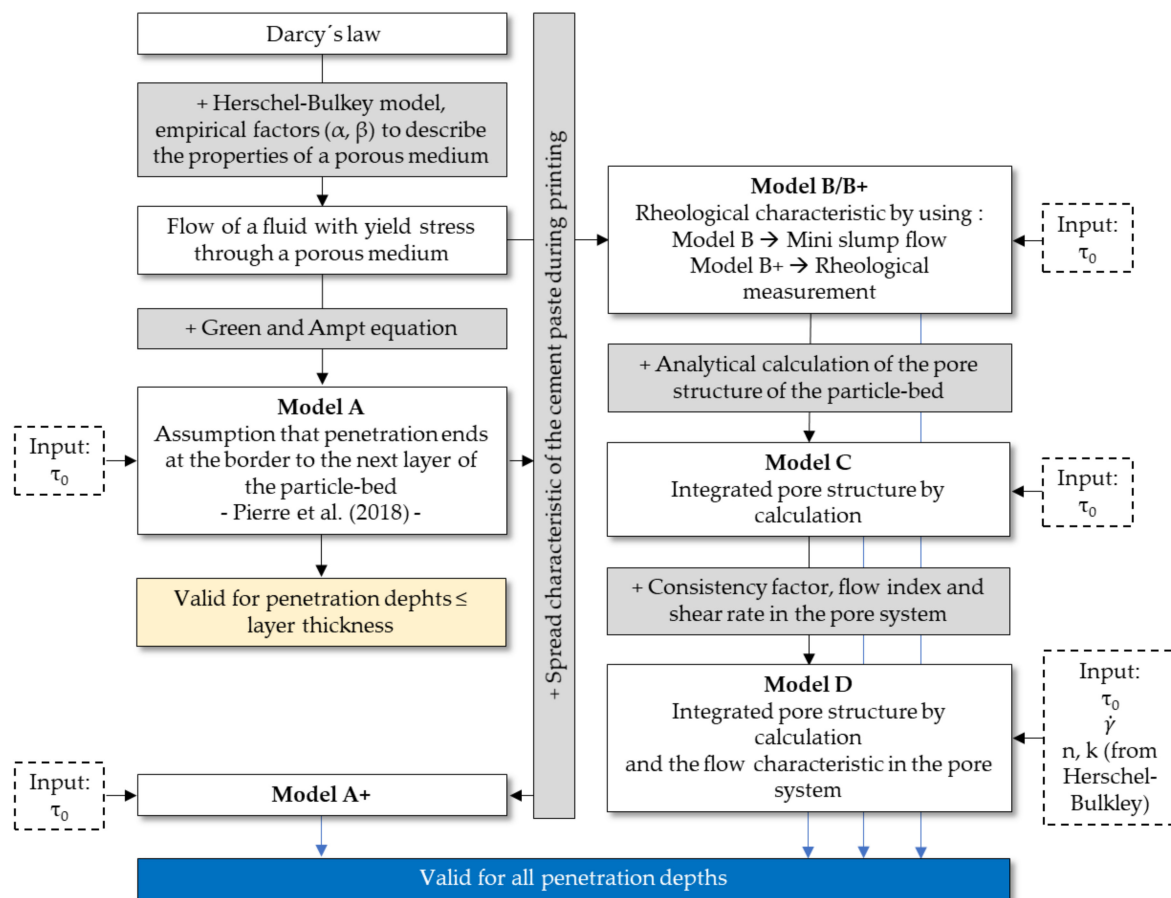 Darcy´s law
+ Herschel-Bulkey model,
empirical factors (α, β) to describe
the properties of a porous medium
Flow of a fluid with yield stress
through a porous medium
+ Green and Ampt equation
Input:
τ0
Model A
Assumption that penetration ends
at the border to the next layer of
the particle-bed
- Pierre et al. (2018) -
Valid for penetration dephts ≤
layer thickness
Input:
τ0
Model A+
+ Spread characteristic of the cement paste during printing
Model B/B+
Rheological characteristic by using :
Model B → Mini slump flow
Model B+ → Rheological
measurement
Input:
τ0
+ Analytical calculation of the pore
structure of the particle-bed
Model C
Integrated pore structure by
calculation
Input:
τ0
+ Consistency factor, flow index and
shear rate in the pore system
Model D
Integrated pore structure by
calculation
and the flow characteristic in the pore
system
Input:
τ0
γ̇
n, k (from
Herschel-
Bulkley)
Valid for all penetration depths